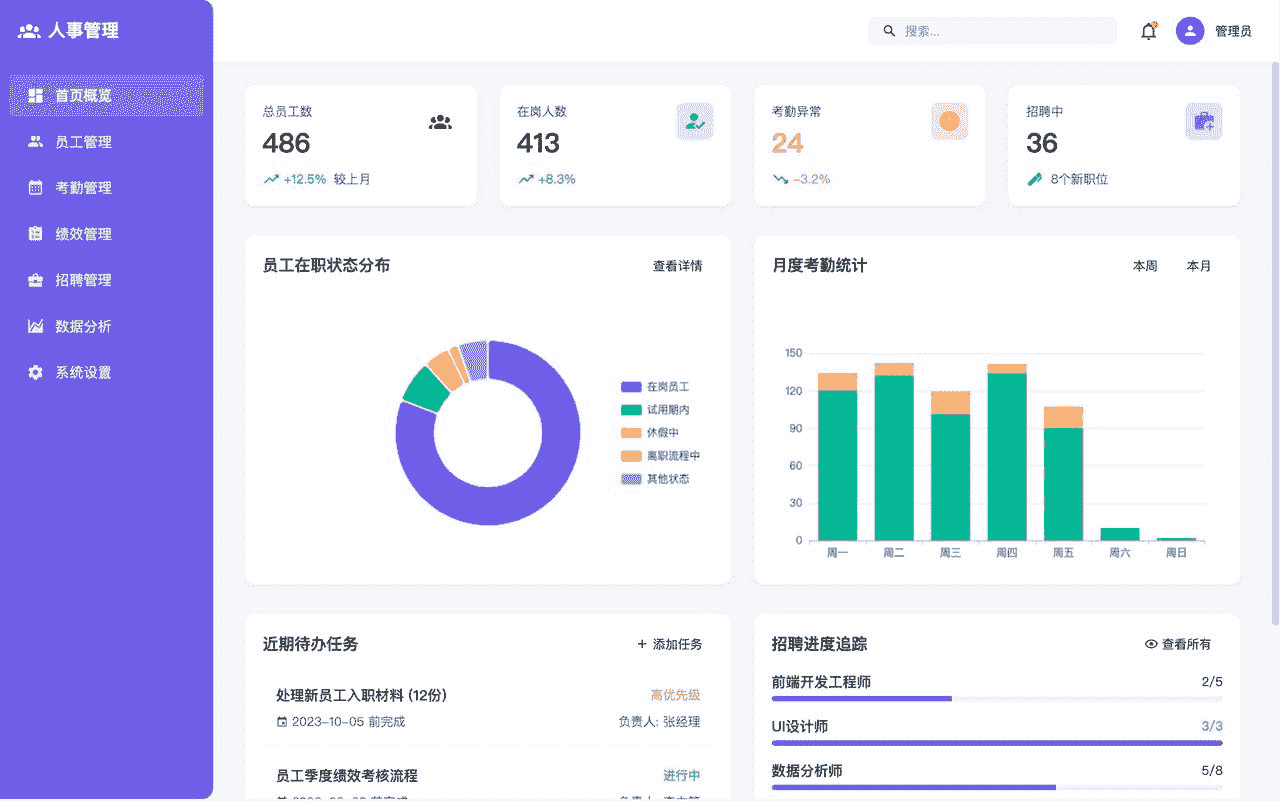 人事管理
首页概览
员工管理
考勤管理
绩效管理
招聘管理
数据分析
系统设置
搜索...
管理员
总员工数
486
+12.5% 较上月
在岗人数
413
+8.3%
考勤异常
24
-3.2%
招聘中
36
8个新职位
员工在职状态分布
查看详情
在岗员工
试用期内
休假中
离职流程中
其他状态
月度考勤统计
本周 本月
150
120
90
60
30
0
周一 周二 周三 周四 周五 周六 周日
近期待办任务
+ 添加任务
处理新员工入职材料 (12份)
高优先级
2023-10-05 前完成
负责人: 张经理
员工季度绩效考核流程
进行中
招聘进度追踪
查看所有
前端开发工程师 2/5
UI设计师 3/3
数据分析师 5/8